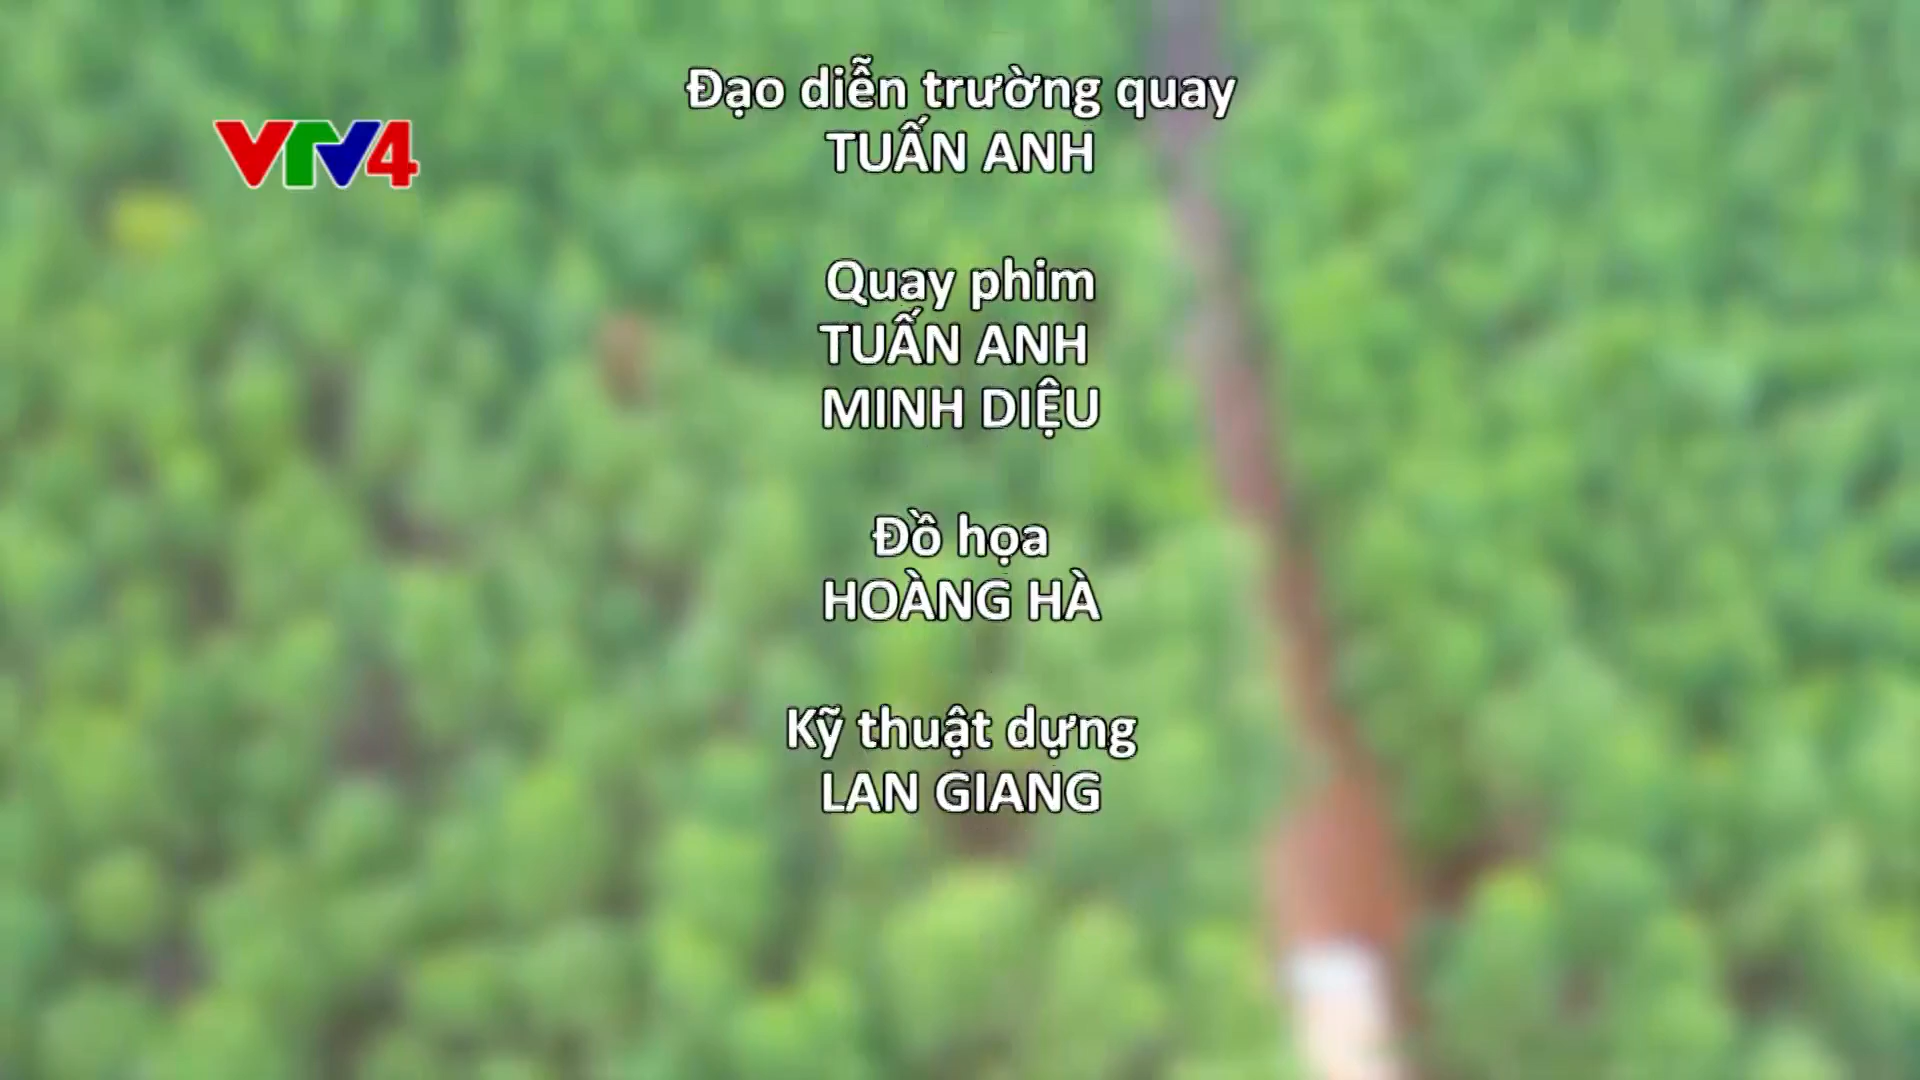 Đạo diễn trường quay
TUẤN ANH
VTV4
Quay phim
TUẤN ANH
MINH DIỆU
Đồ họa
HOÀNG HÀ
Kỹ thuật dựng
LAN GIANG